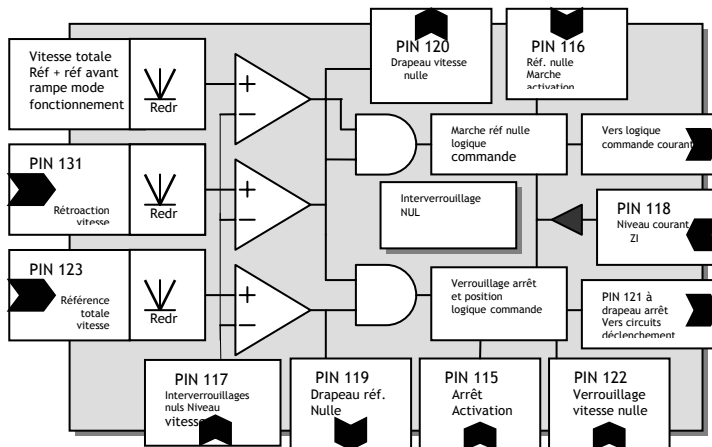 Vitesse totale
Réf + réf avant
rampe mode
fonctionnement
Redr
PIN 131
Rétroaction
vitesse
Redr
PIN 123
Référence
totale
vitesse
Redr
+
−
+
−
+
−
PIN 120
Drapeau vitesse
nulle
PIN 116
Réf. nulle
Marche
activation
Marche réf nulle
logique
commande
Vers logique
commande courant
Interverrouillage
NUL
PIN 118
Niveau courant
ZI
Verrouillage arrêt
et position
logique commande
PIN 121 à
drapeau arrêt
Vers circuits
déclenchement
PIN 117
Interverrouillages
nuls Niveau
vitesse
PIN 119
Drapeau réf.
Nulle
PIN 115
Arrêt
Activation
PIN 122
Verrouillage
vitesse nulle